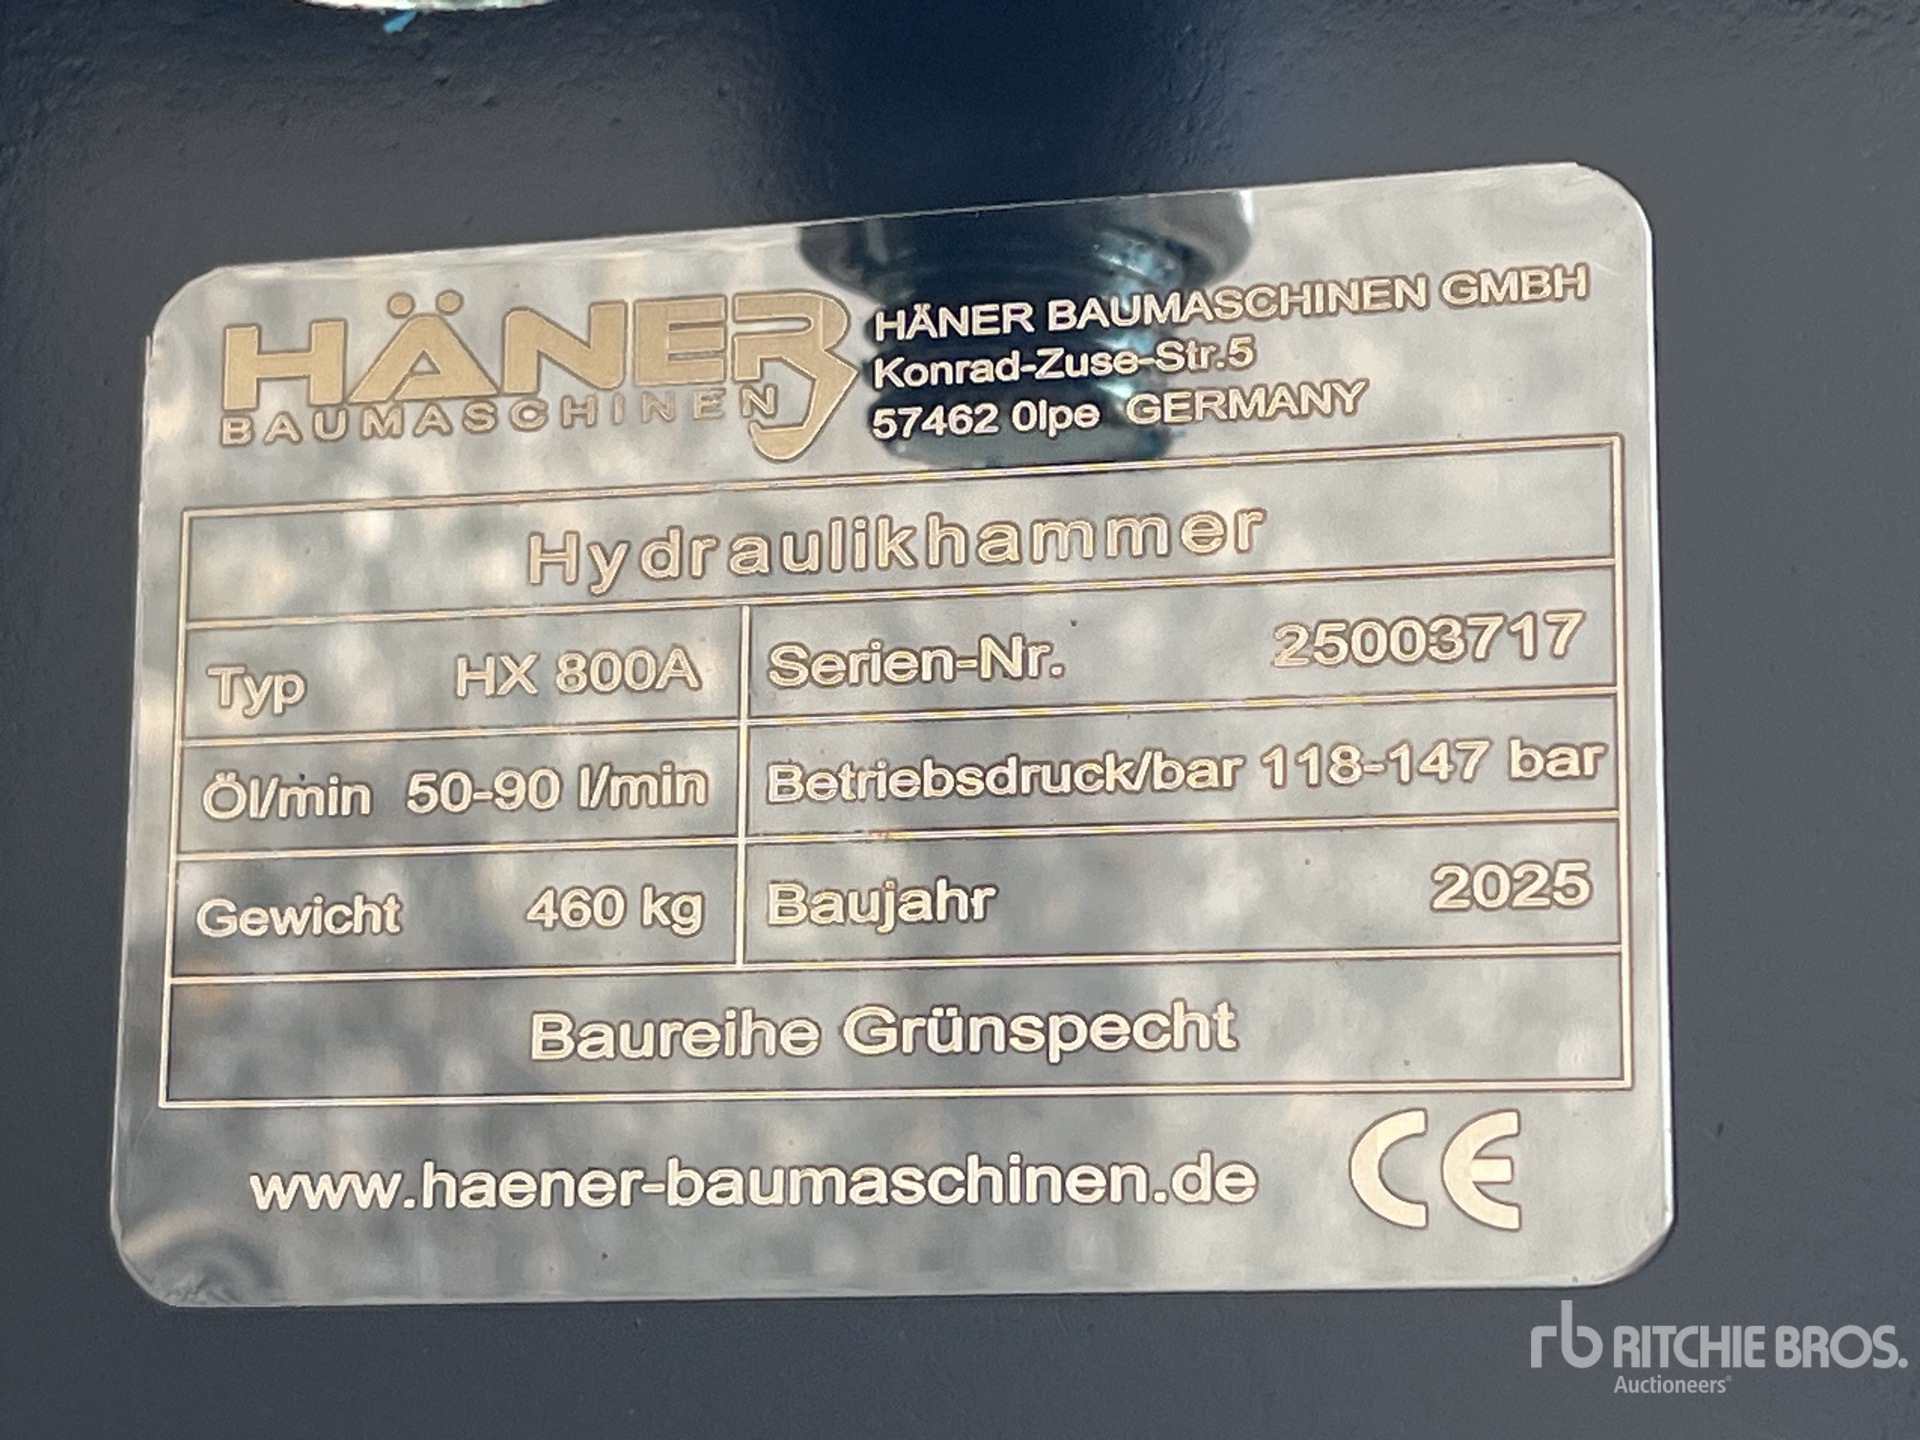 HÄNER
BAUMASCHINEN
HÄNER BAUMASCHINEN GMBH
Konrad-Zuse-Str.5
57462 Olpe GERMANY
Hydraulikhammer
Typ HX 800A
Serien-Nr. 25003717
Öl/min 50-90 l/min
Betriebsdruck/bar 118-147 bar
Gewicht 460 kg
Baujahr 2025
Baureihe Grünspecht
www.haener-baumaschinen.de CE
rb RITCHIE BROS.
Auctioneers